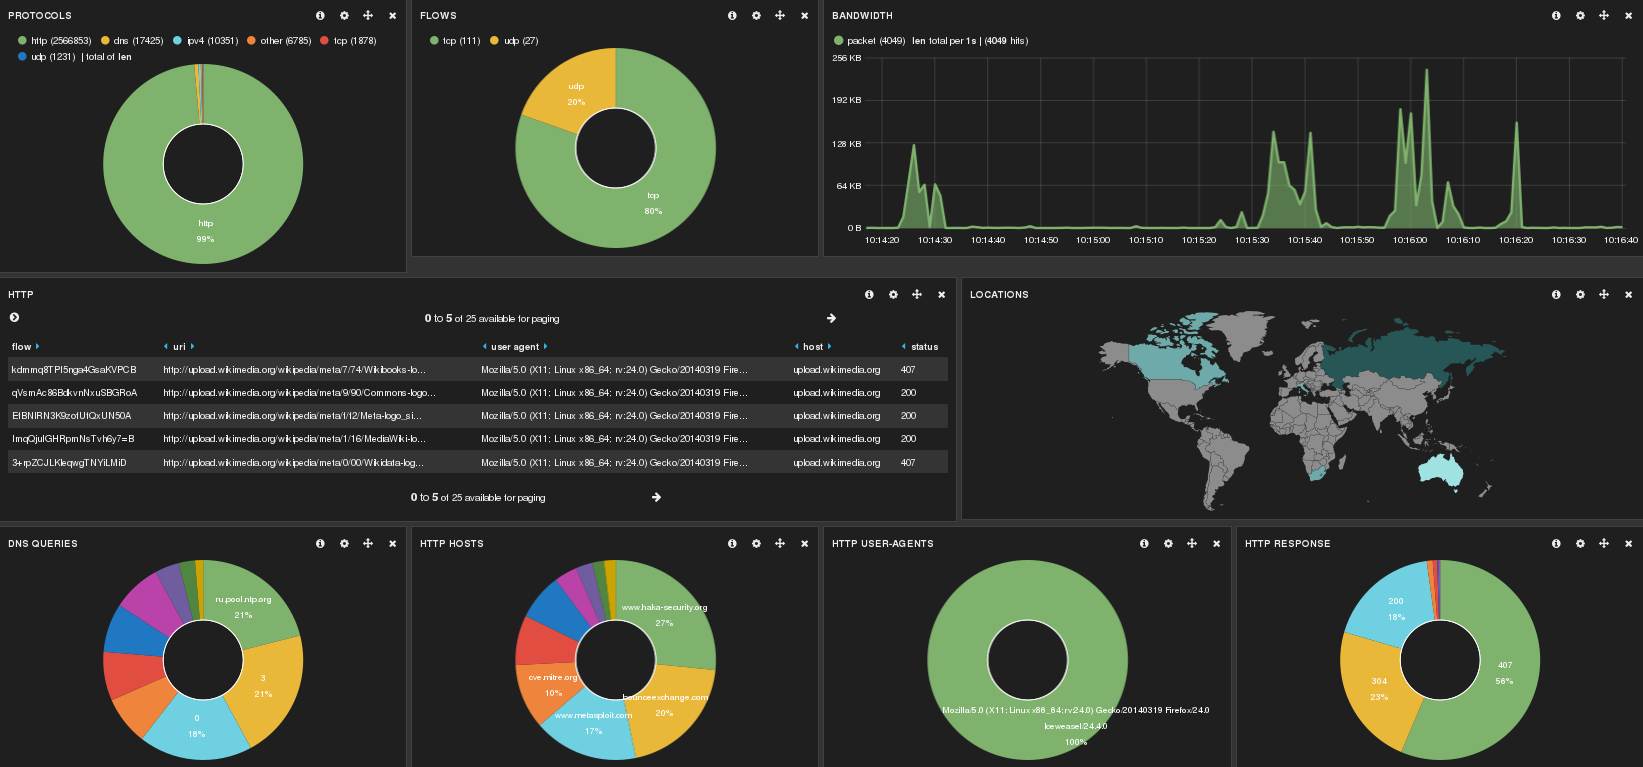 PROTOCOLS
http (2566853) dns (17425) ipv4 (10351) other (6785) tcp (1878)
udp (1231) | total of len
http
99%
FLOWS
tcp (111) udp (27)
udp
20%
tcp
80%
BANDWIDTH
packet (4049) len total per 1s | (4049 hits)
256 KB
192 KB
128 KB
64 KB
0 B
10:14:20 10:14:30 10:14:40 10:14:50 10:15:00 10:15:10 10:15:20 10:15:30 10:15:40 10:15:50 10:16:00 10:16:10 10:16:20 10:16:30 10:16:40
HTTP
0 to 5 of 25 available for paging
flow uri user agent host status
kdmmq8TPI5nga4GsaKVPCB http://upload.wikimedia.org/wikipedia/meta/7/74/Wikibooks-lo... Mozilla/5.0 (X11; Linux x86_64; rv:24.0) Gecko/20140319 Fire... upload.wikimedia.org 407
qVsmAc86BdkvnNxuSBGRoA http://upload.wikimedia.org/wikipedia/meta/9/90/Commons-logo... Mozilla/5.0 (X11; Linux x86_64; rv:24.0) Gecko/20140319 Fire... upload.wikimedia.org 200
http://upload.wikimedia.org/wikipedia/meta/f/f2/Meta-logo_si... Mozilla/5.0 (X11; Linux x86_64; rv:24.0) Gecko/20140319 Fire... upload.wikimedia.org 200
http://upload.wikimedia.org/wikipedia/meta/1/16/MediaWiki-lo... Mozilla/5.0 (X11; Linux x86_64; rv:24.0) Gecko/20140319 Fire... upload.wikimedia.org 200
http://upload.wikimedia.org/wikipedia/meta/0/00/Wikidata-log... Mozilla/5.0 (X11; Linux x86_64; rv:24.0) Gecko/20140319 Fire... upload.wikimedia.org 407
0 to 5 of 25 available for paging
LOCATIONS
DNS QUERIES
ru.pool.ntp.org
21%
3
21%
0
18%
HTTP HOSTS
www.haka-security.org
27%
cve.mitre.org
10%
bounceexchange.com
20%
www.metasploit.com
17%
HTTP USER-AGENTS
Mozilla/5.0 (X11; Linux x86_64; rv:24.0) Gecko/20140319 Firefox/24.0
Iceweasel/24.4.0
100%
HTTP RESPONSE
200
18%
407
56%
304
23%